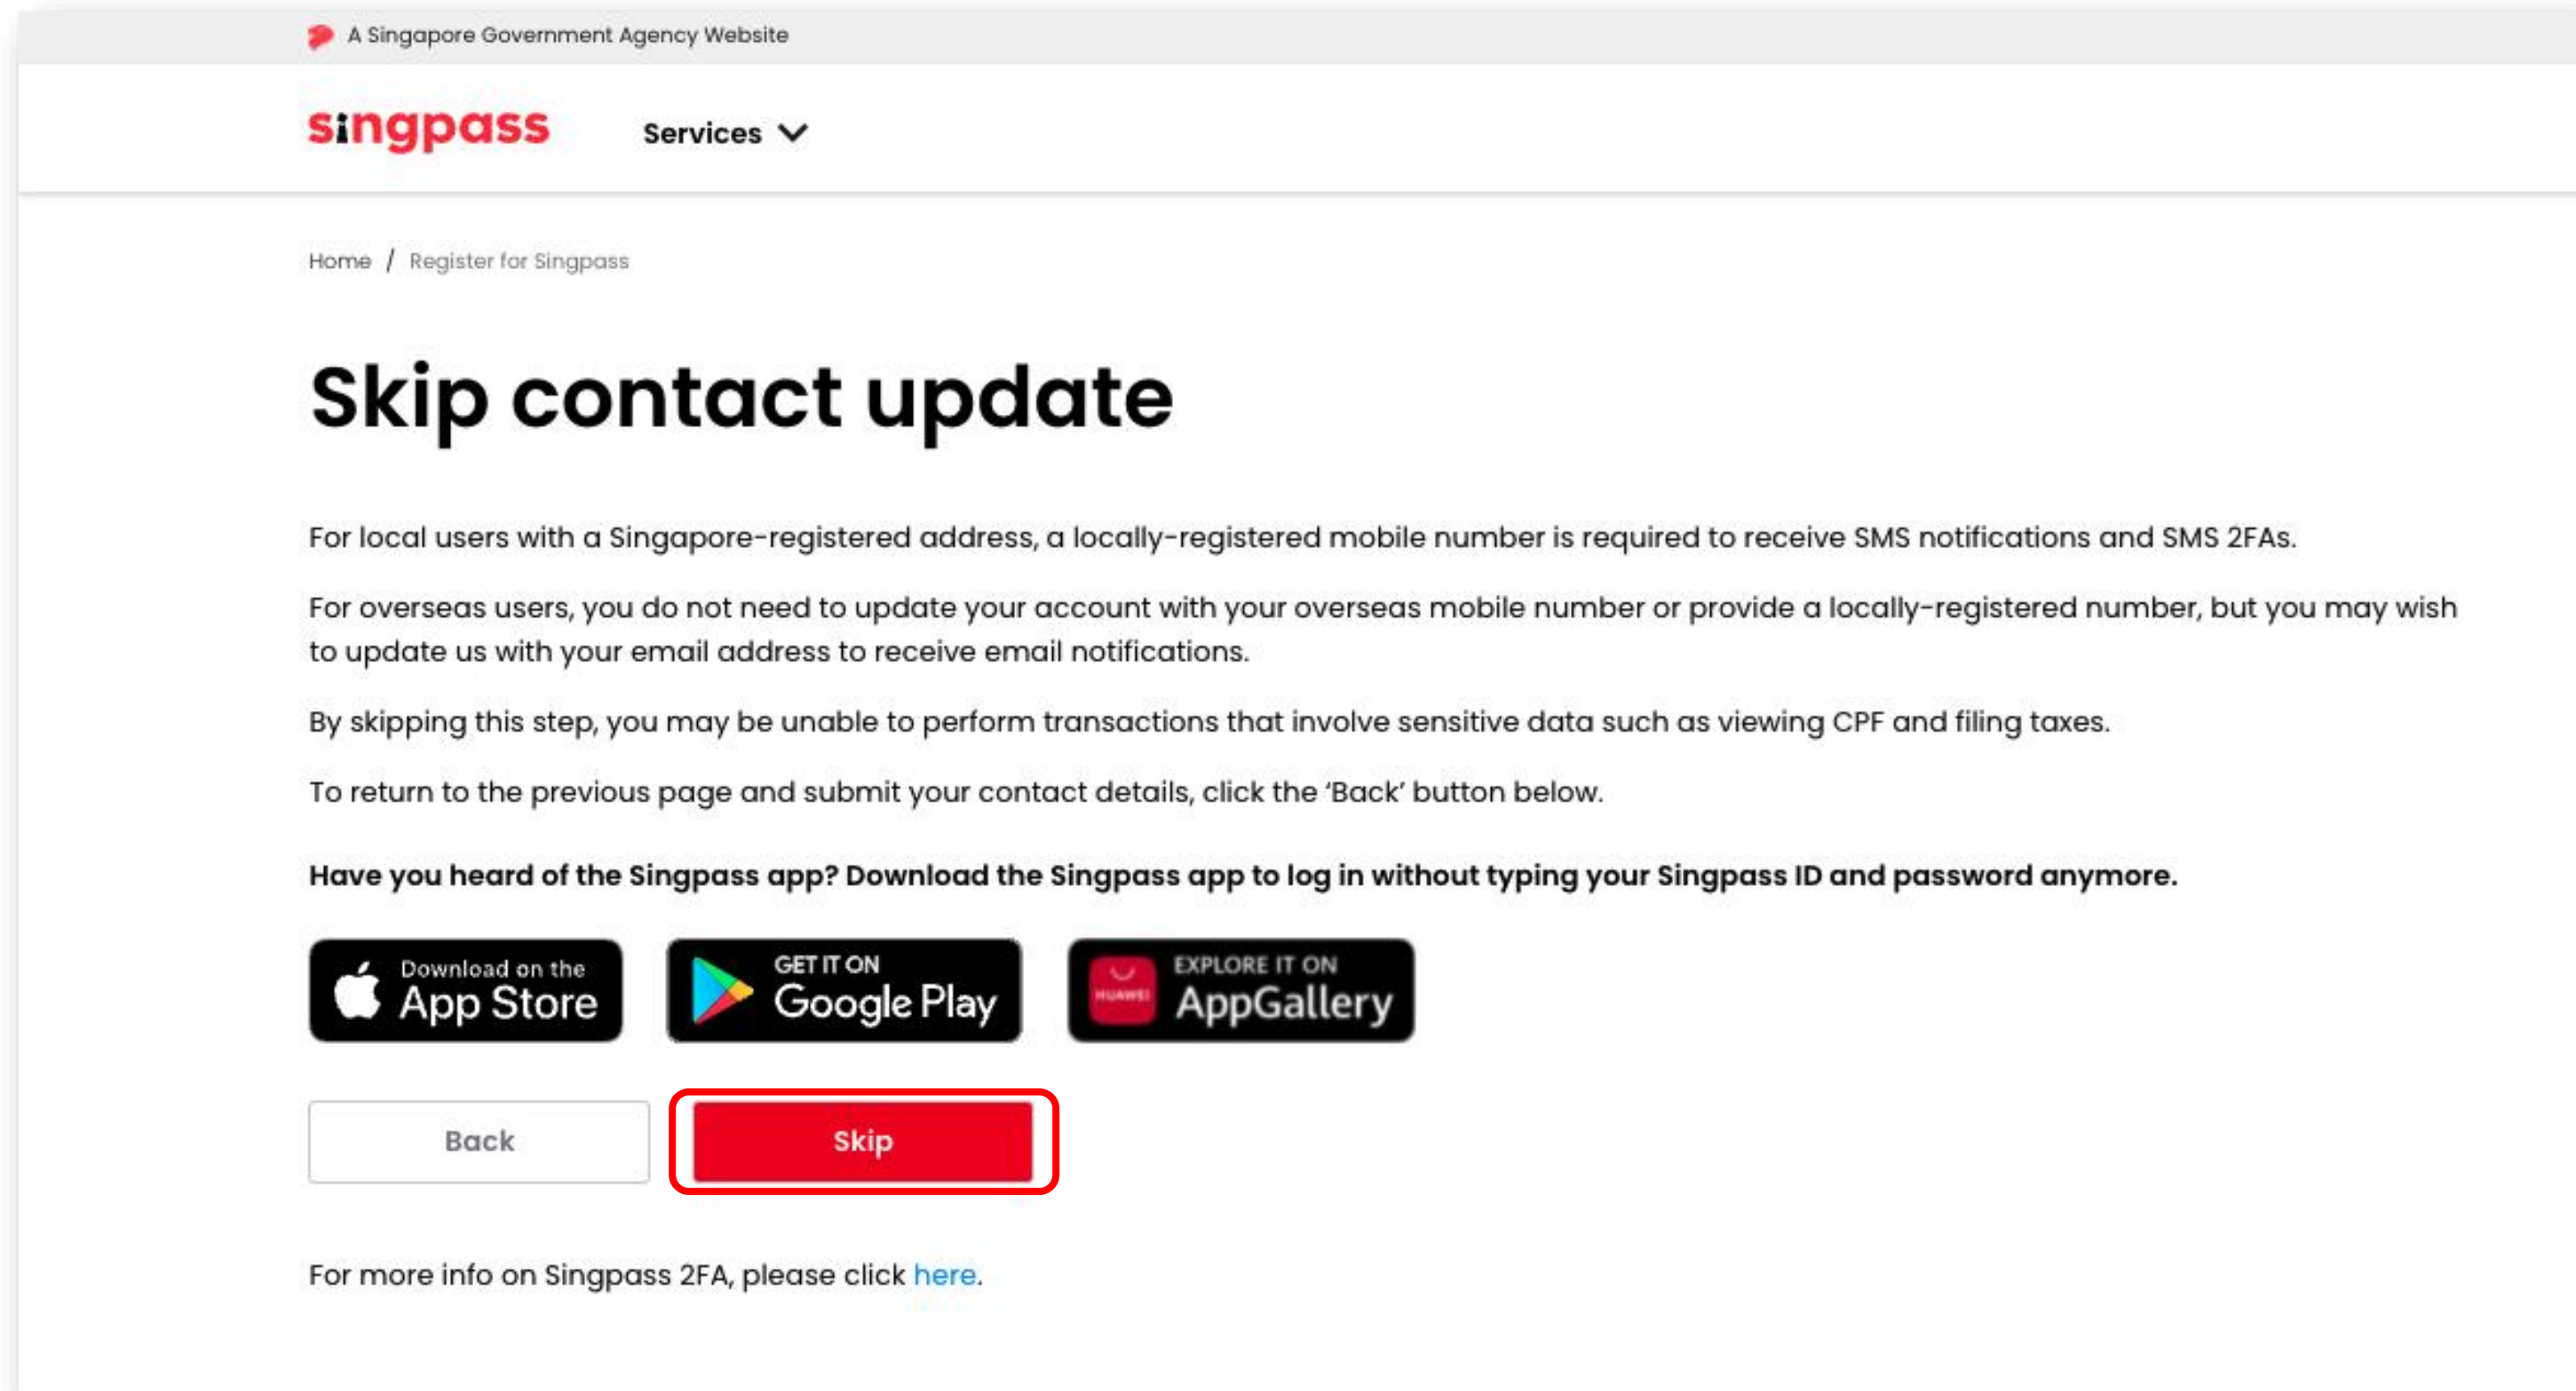 A Singapore Government Agency Website
singpass
Services
Home / Register for Singpass
Skip contact update
For local users with a Singapore-registered address, a locally-registered mobile number is required to receive SMS notifications and SMS 2FAs.
For overseas users, you do not need to update your account with your overseas mobile number or provide a locally-registered number, but you may wish
to update us with your email address to receive email notifications.
By skipping this step, you may be unable to perform transactions that involve sensitive data such as viewing CPF and filing taxes.
To return to the previous page and submit your contact details, click the ‘Back’ button below.
Have you heard of the Singpass app? Download the Singpass app to log in without typing your Singpass ID and password anymore.
Download on the
App Store
GET IT ON
Google Play
HUAWEI
EXPLORE IT ON
AppGallery
Back
Skip
For more info on Singpass 2FA, please click here.